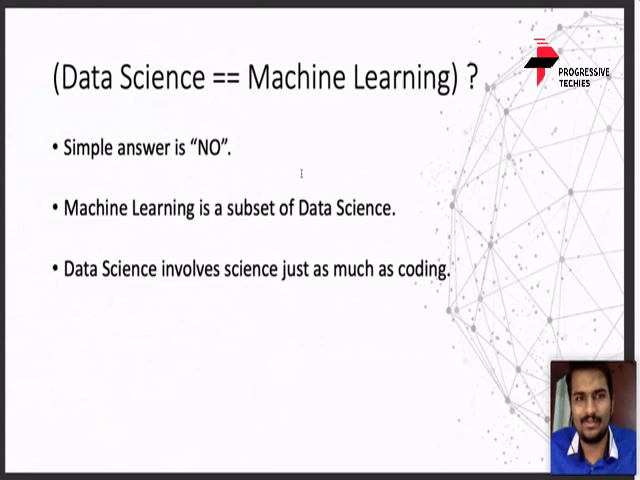 (Data Science == Machine Learning) ?
PROGRESSIVE
TECHIES
• Simple answer is “NO”.
• Machine Learning is a subset of Data Science.
• Data Science involves science just as much as coding.